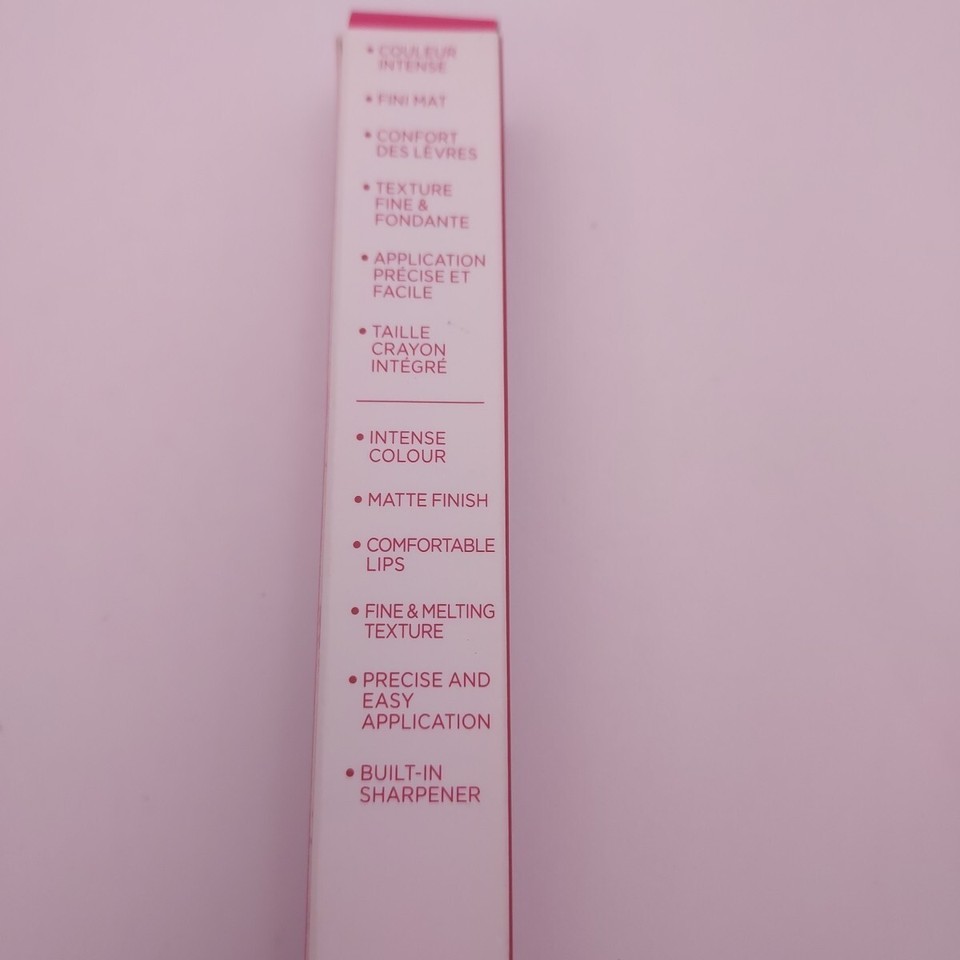 • COULEUR
INTENSE
• FINI MAT
• CONFORT
DES LÈVRES
• TEXTURE
FINE &
FONDANTE
• APPLICATION
PRÉCISE ET
FACILE
• TAILLE
CRAYON
INTÉGRÉ
• INTENSE
COLOUR
• MATTE FINISH
• COMFORTABLE
LIPS
• FINE & MELTING
TEXTURE
• PRECISE AND
EASY
APPLICATION
• BUILT-IN
SHARPENER